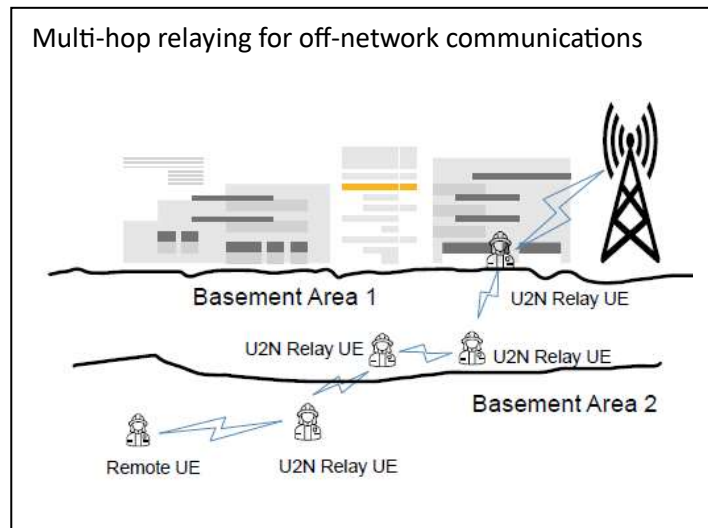 Multi-hop relaying for off-network communications
Basement Area 1
U2N Relay UE
U2N Relay UE
U2N Relay UE
Basement Area 2
Remote UE
U2N Relay UE